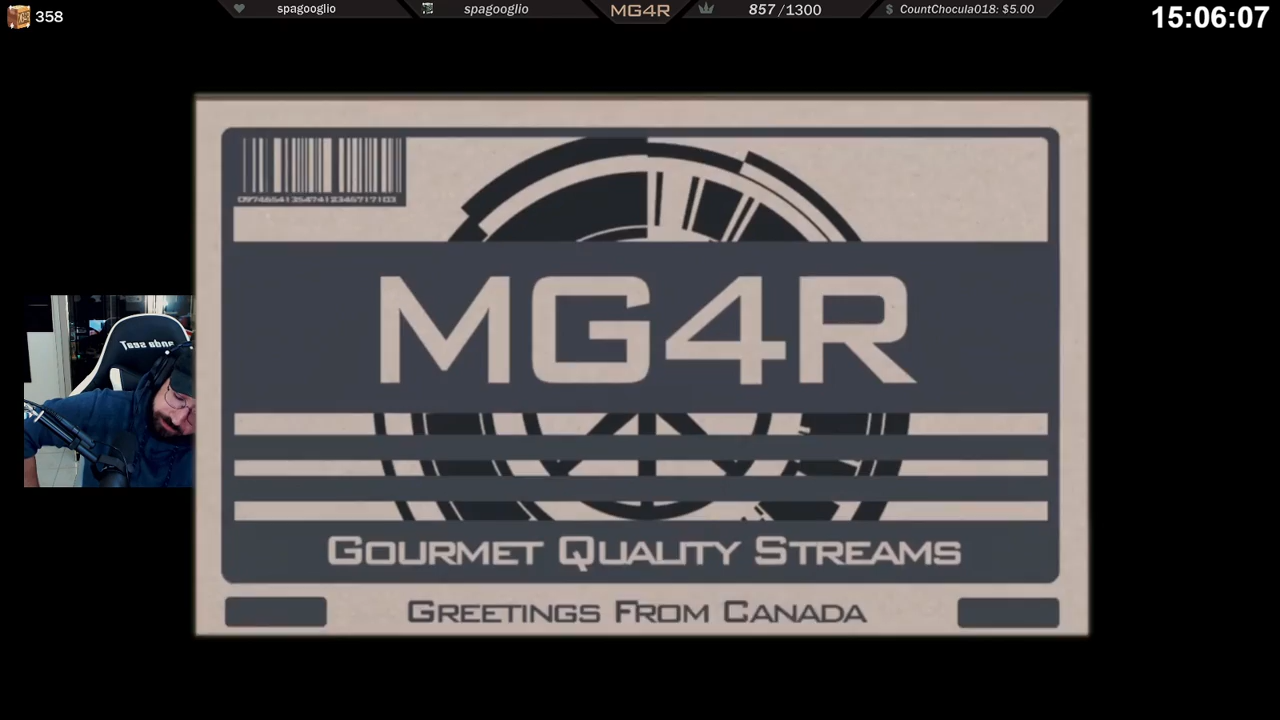 358
spagooglio
spagooglio
MG4R
857 /1300
$ CountChocula018: $5.00
15:06:07
MG4R
Gourmet Quality Streams
Greetings From Canada